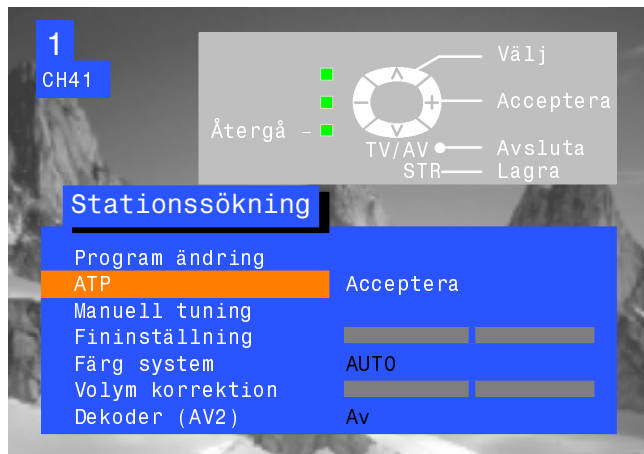 1
CH41
Välj
Acceptera
Återgå
TV/AV Avsluta
STR Lagra
Stationssökning
Program ändring
ATP Acceptera
Manuell tuning
Fininställning
Färg system AUTO
Volym korrektion
Dekoder (AV2) Av